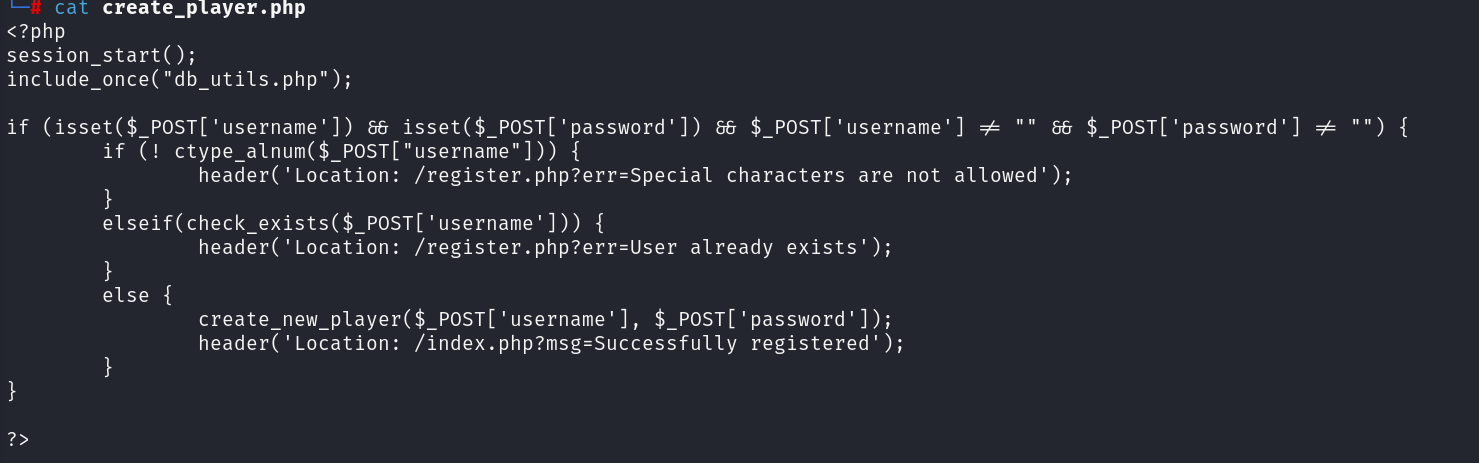 └─# cat create_player.php
<?php
session_start();
include_once("db_utils.php");

if (isset($_POST['username']) && isset($_POST['password']) && $_POST['username'] != "" && $_POST['password'] != "") {
        if (! ctype_alnum($_POST["username"])) {
                header('Location: /register.php?err=Special characters are not allowed');
        }
        elseif(check_exists($_POST['username'])) {
                header('Location: /register.php?err=User already exists');
        }
        else {
                create_new_player($_POST['username'], $_POST['password']);
                header('Location: /index.php?msg=Successfully registered');
        }
}

?>